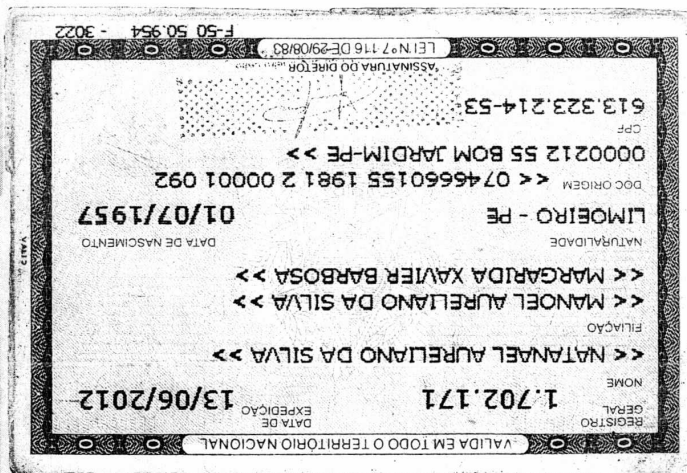 VALIDA EM TODO O TERRITÓRIO NACIONAL
REGISTRO GERAL 1.702.171 DATA DE EXPEDIÇÃO 13/06/2012
NOME
<< NATANAEL AURELIANO DA SILVA >>
FILIAÇÃO
<< MANOEL AURELIANO DA SILVA >>
<< MARGARIDA XAVIER BARBOSA >>
NATURALIDADE DATA DE NASCIMENTO
LIMOEIRO - PE 01/07/1957
DOC ORIGEM << 0746660155 1981 2 00001 092
0000212 55 BOM JARDIM-PE >>
CPF
613.323.214-53
ASSINATURA DO DIRETOR
LEI Nº 7.116 DE 29/08/83
F-50 50.954 - 3022